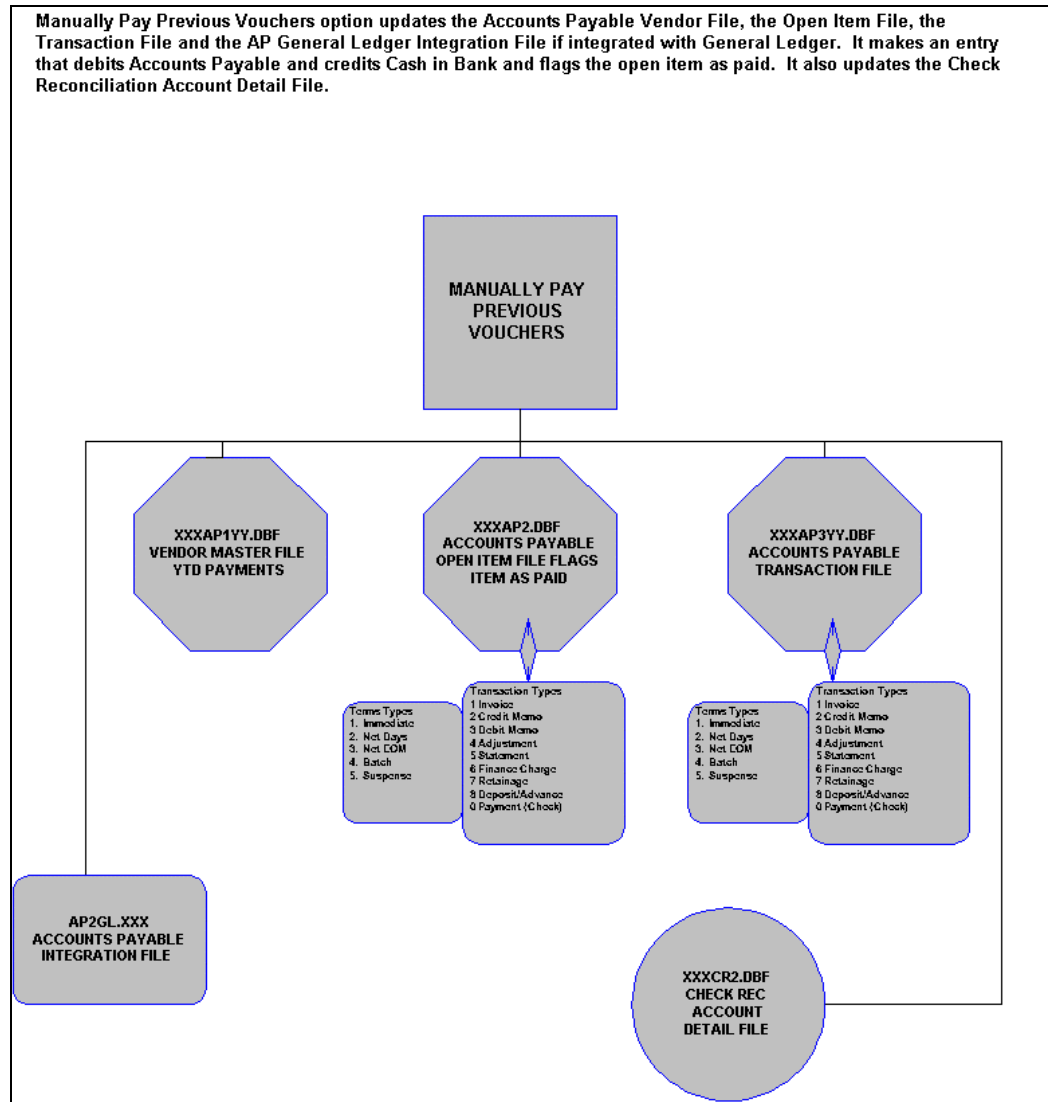 Manually Pay Previous Vouchers option updates the Accounts Payable Vendor File, the Open Item File, the
Transaction File and the AP General Ledger Integration File if integrated with General Ledger.  It makes an entry
that debits Accounts Payable and credits Cash in Bank and flags the open item as paid.  It also updates the Check
Reconciliation Account Detail File.
MANUALLY PAY
PREVIOUS
VOUCHERS
XXXAP1YY.DBF
VENDOR MASTER FILE
YTD PAYMENTS
XXXAP2.DBF
ACCOUNTS PAYABLE
OPEN ITEM FILE FLAGS
ITEM AS PAID
XXXAP3YY.DBF
ACCOUNTS PAYABLE
TRANSACTION FILE
Terms Types
1. Immediate
2. Net Days
3. Net EOM
4. Batch
5. Suspense
Transaction Types
1 Invoice
2 Credit Memo
3 Debit Memo
4 Adjustment
5 Statement
6 Finance Charge
7 Retainage
8 Deposit/Advance
0 Payment (Check)
Terms Types
1. Immediate
2. Net Days
3. Net EOM
4. Batch
5. Suspense
Transaction Types
1 Invoice
2 Credit Memo
3 Debit Memo
4 Adjustment
5 Statement
6 Finance Charge
7 Retainage
8 Deposit/Advance
0 Payment (Check)
AP2GL.XXX
ACCOUNTS PAYABLE
INTEGRATION FILE
XXXCR2.DBF
CHECK REC
ACCOUNT
DETAIL FILE